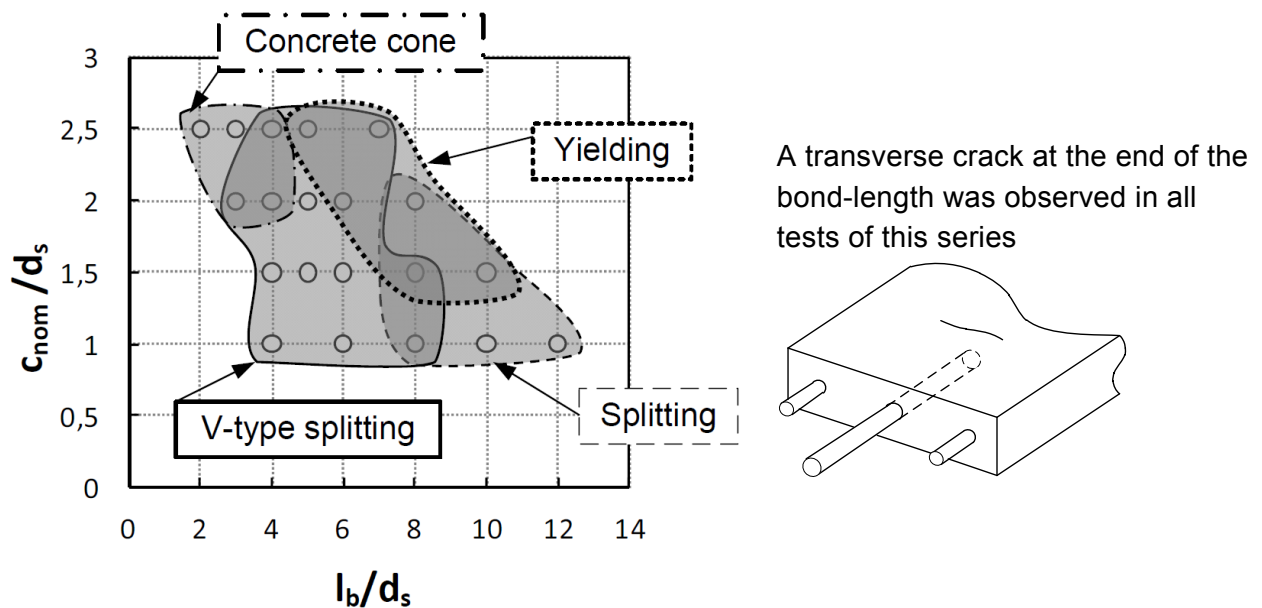 Concrete cone
3
2,5
2
1,5
1
0,5
0
0 2 4 6 8 10 12 14
c_nom /d_s
l_b/d_s
Yielding
V-type splitting
Splitting
A transverse crack at the end of the
bond-length was observed in all
tests of this series